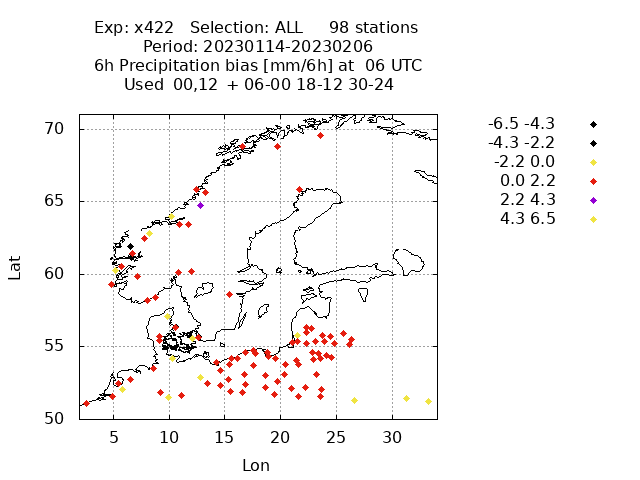 Exp: x422 Selection: ALL 98 stations
Period: 20230114-20230206
6h Precipitation bias [mm/6h] at 06 UTC
Used 00,12 + 06-00 18-12 30-24
-6.5 -4.3
-4.3 -2.2
-2.2 0.0
0.0 2.2
2.2 4.3
4.3 6.5
70
65
60
55
50
Lat
5 10 15 20 25 30
Lon